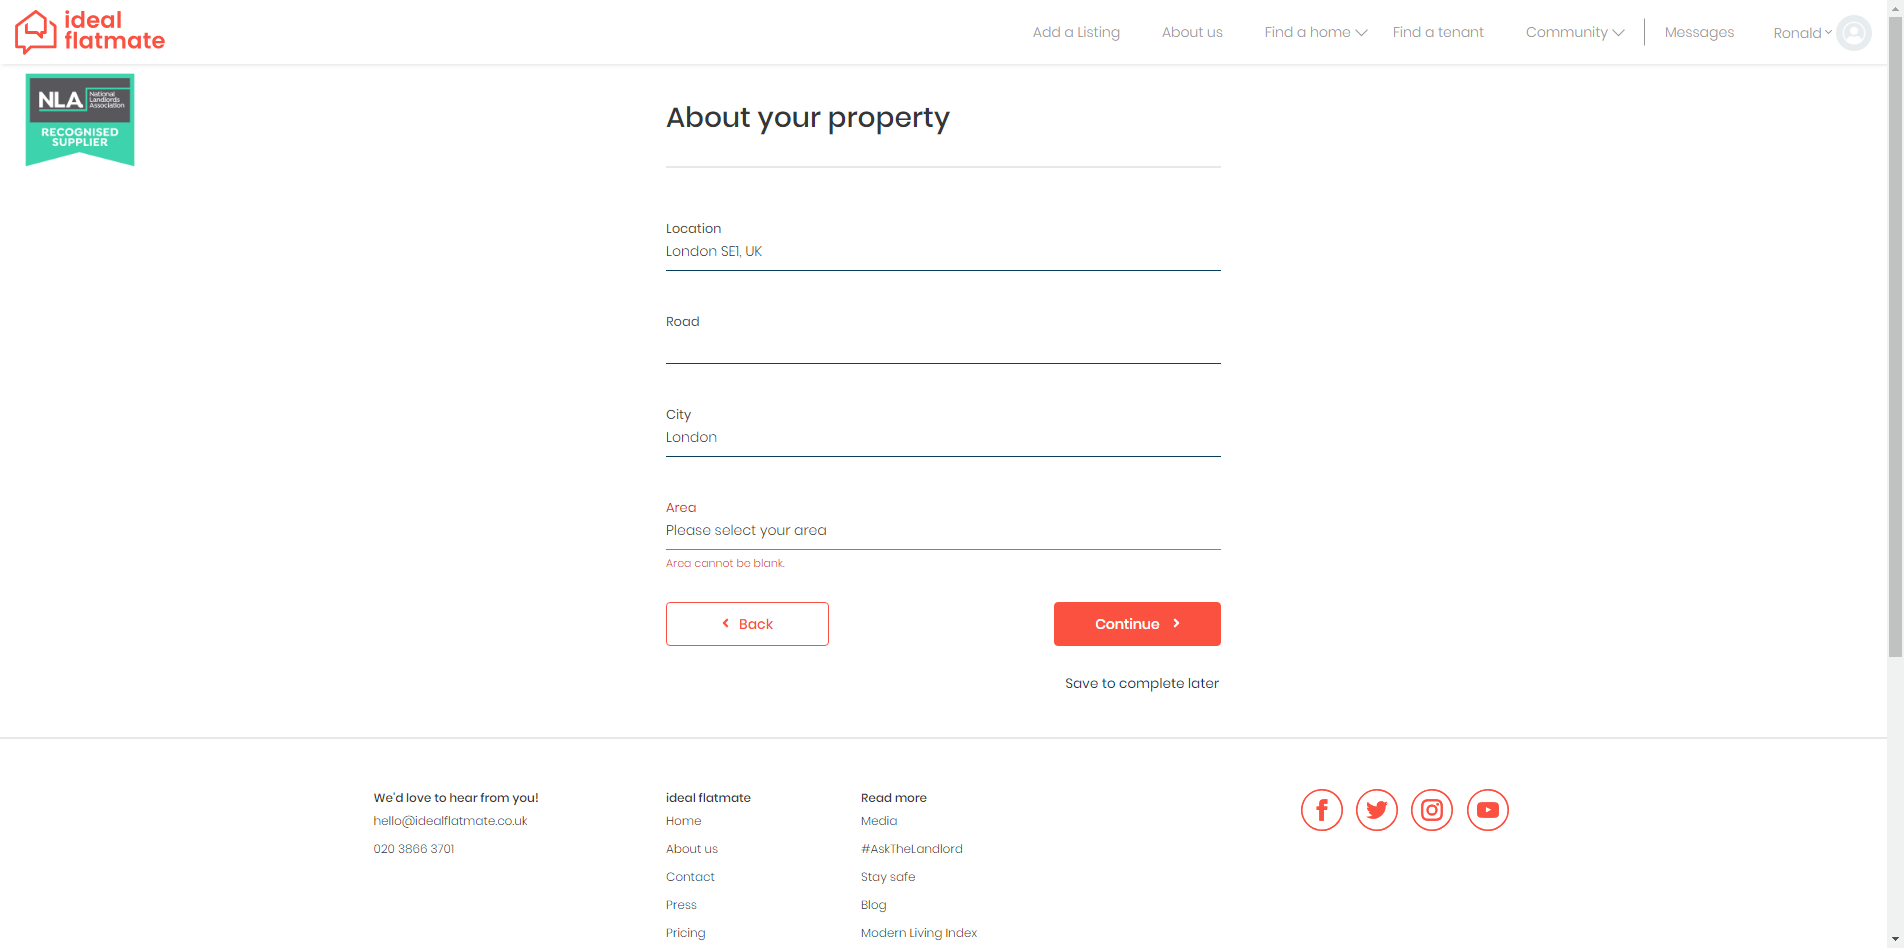 ideal
flatmate
Add a Listing
About us
Find a home
Find a tenant
Community
Messages
Ronald
NLA National Landlords Association
RECOGNISED
SUPPLIER
About your property
Location
London SE1, UK
Road
City
London
Area
Please select your area
Area cannot be blank.
Back
Continue
Save to complete later
We'd love to hear from you!
hello@idealflatmate.co.uk
020 3866 3701
ideal flatmate
Home
About us
Contact
Press
Pricing
Read more
Media
#AskTheLandlord
Stay safe
Blog
Modern Living Index